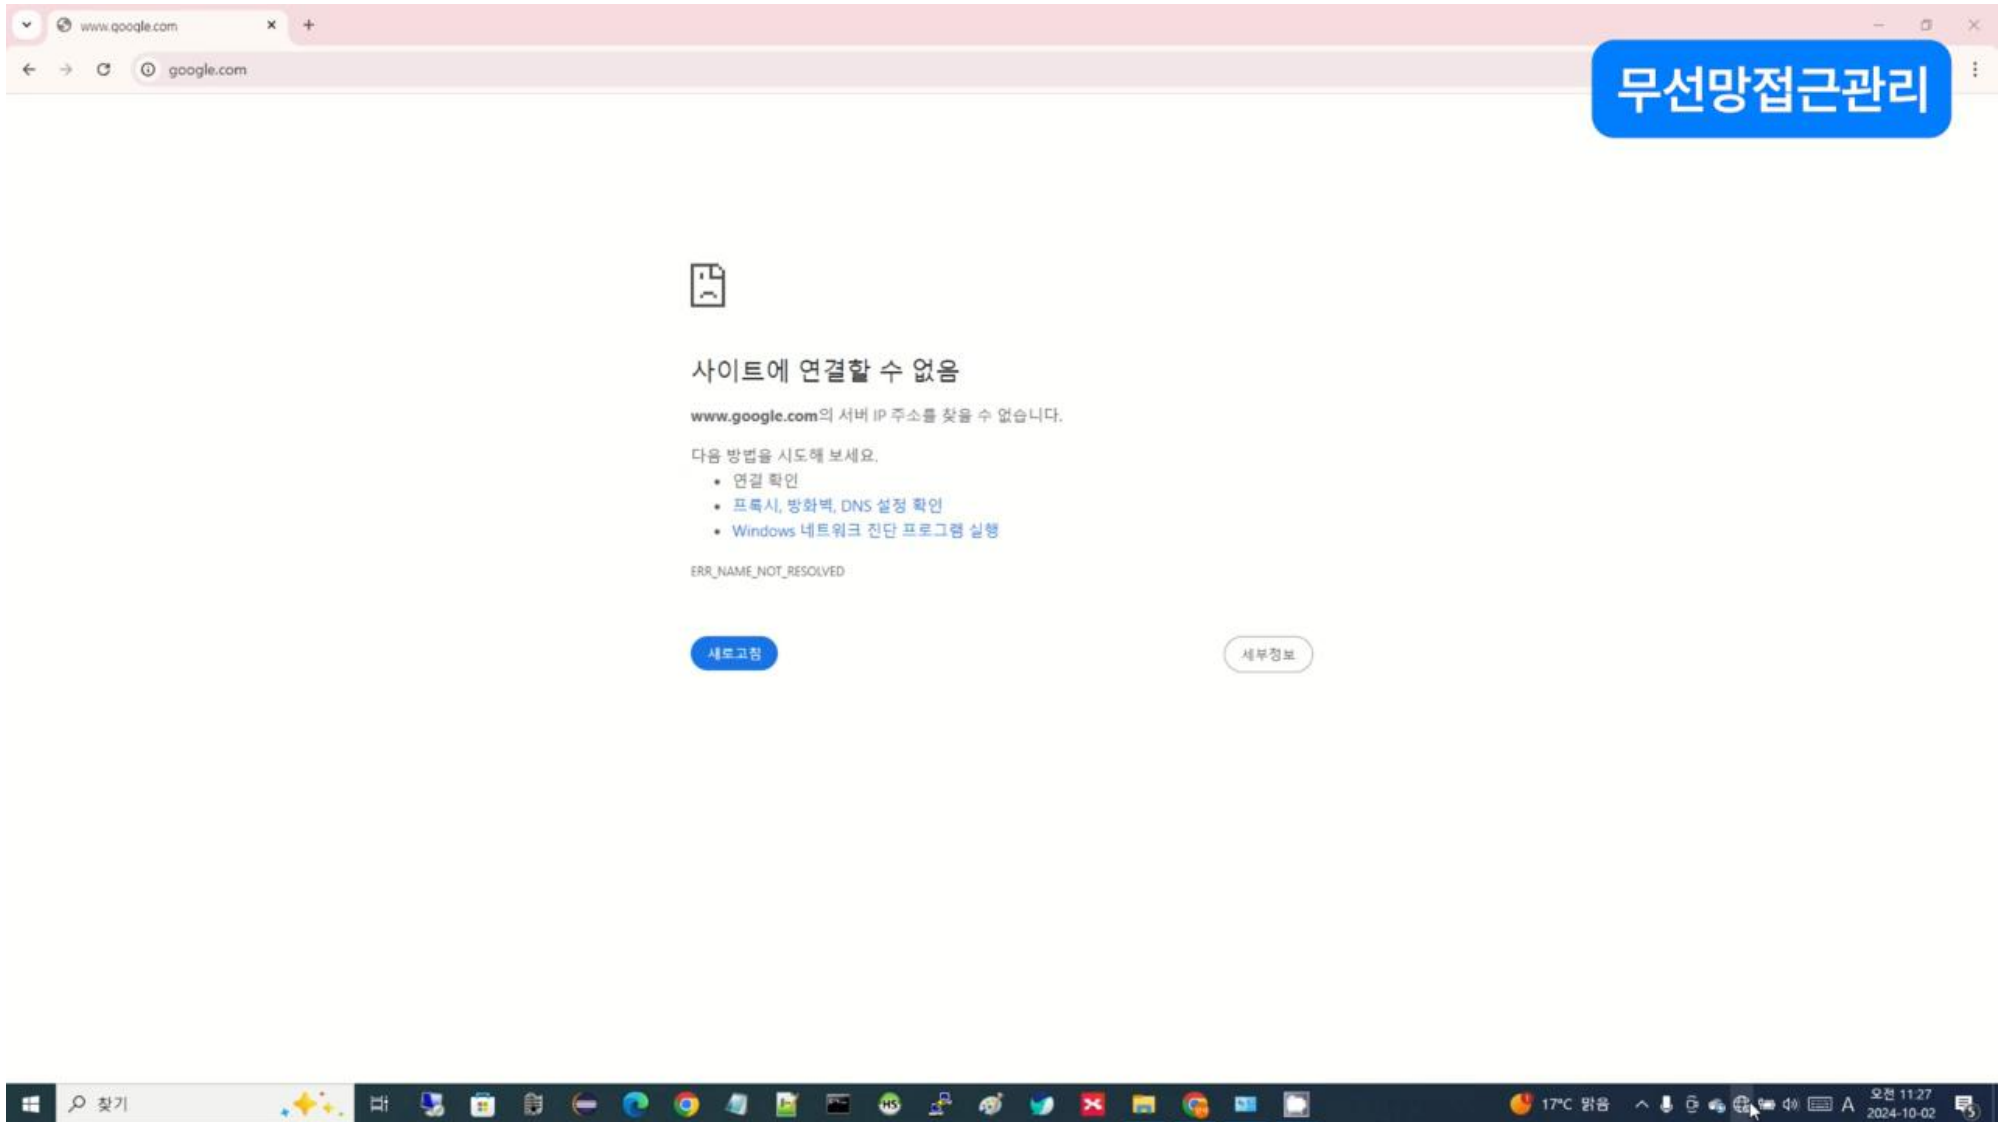 www.google.com
google.com
무선망접근관리
사이트에 연결할 수 없음
www.google.com의 서버 IP 주소를 찾을 수 없습니다.
다음 방법을 시도해 보세요.
연결 확인
프록시, 방화벽, DNS 설정 확인
Windows 네트워크 진단 프로그램 실행
ERR_NAME_NOT_RESOLVED
새로고침
세부정보
찾기
HS
17°C 맑음
A
오전 11:27
2024-10-02
5